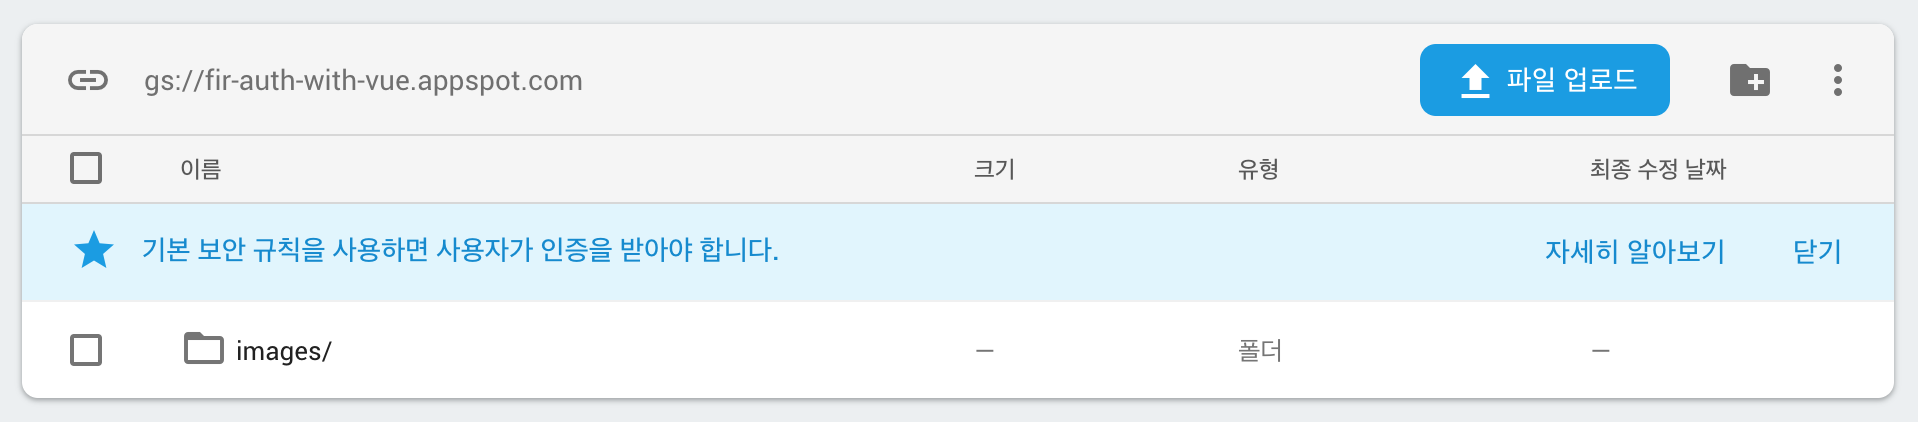 gs://fir-auth-with-vue.appspot.com 파일 업로드
이름 크기 유형 최종 수정 날짜
기본 보안 규칙을 사용하면 사용자가 인증을 받아야 합니다. 자세히 알아보기 닫기
images/ — 폴더 —